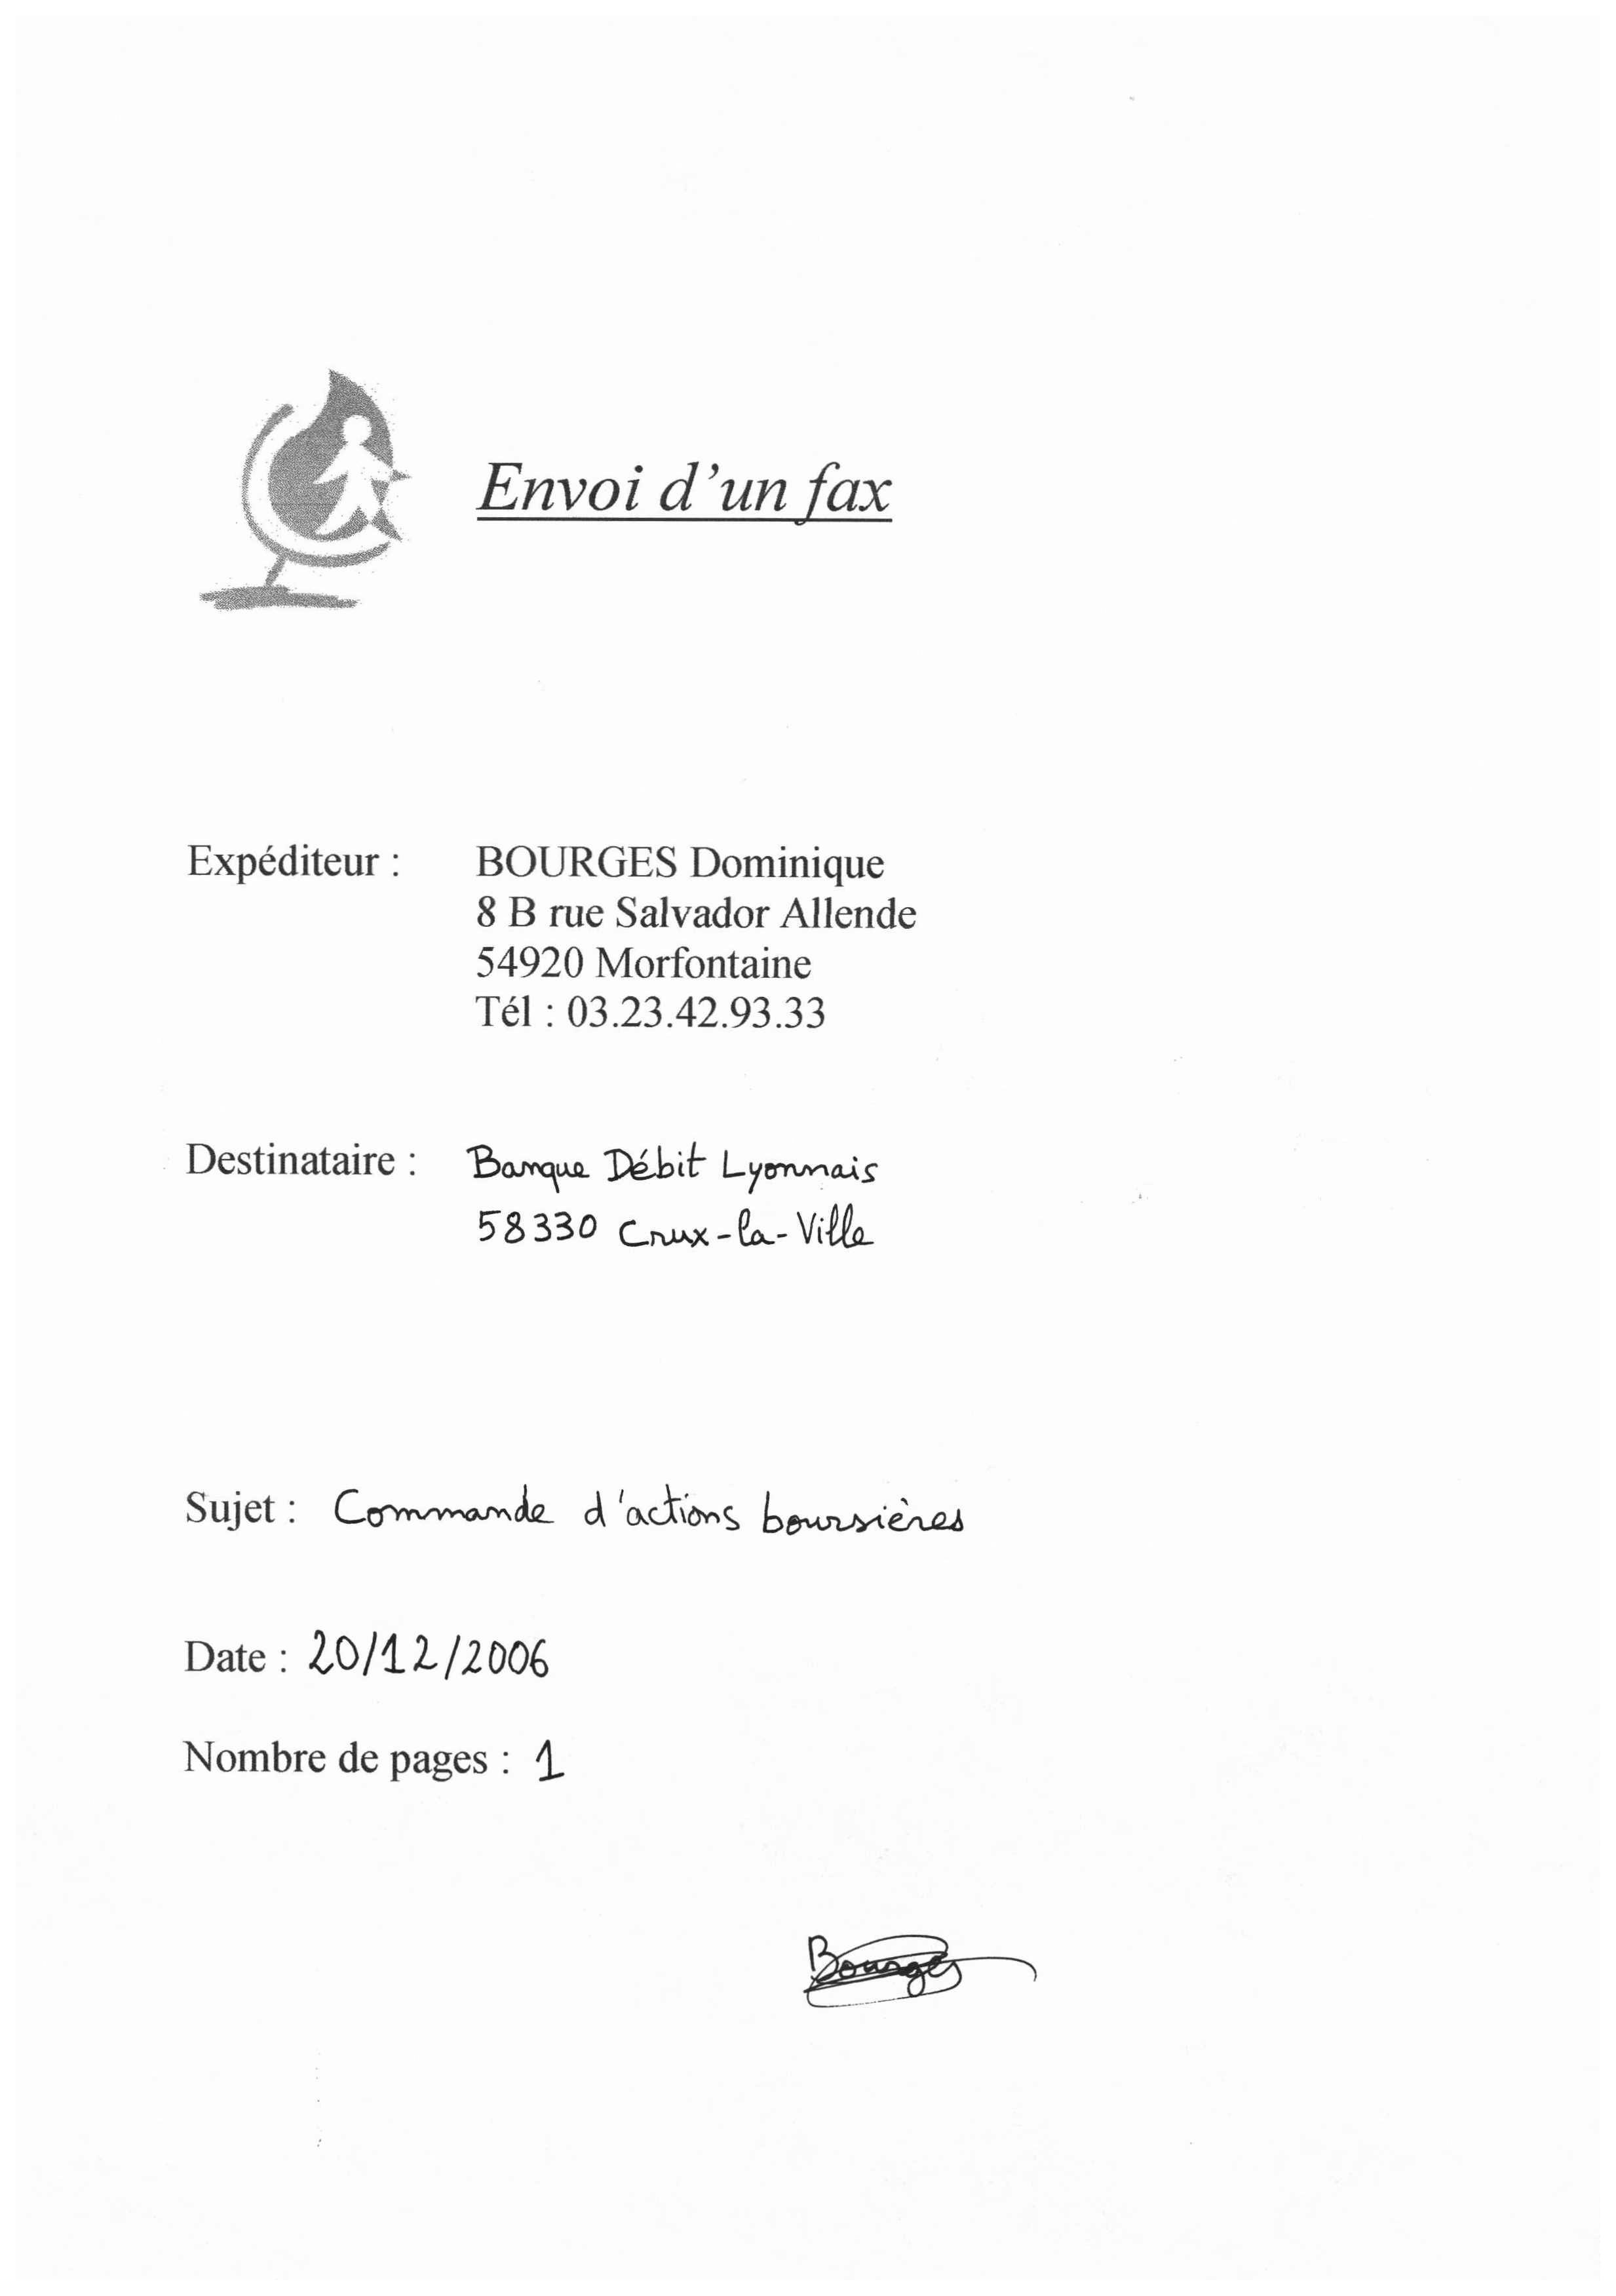 Envoi d'un fax
Expéditeur : BOURGES Dominique
8 B rue Salvador Allende
54920 Morfontaine
Tél : 03.23.42.93.33
Destinataire : Banque Débit Lyonnais
58330 Crux-la-Ville
Sujet : Commande d'actions boursières
Date : 20/12/2006
Nombre de pages : 1
Bourges